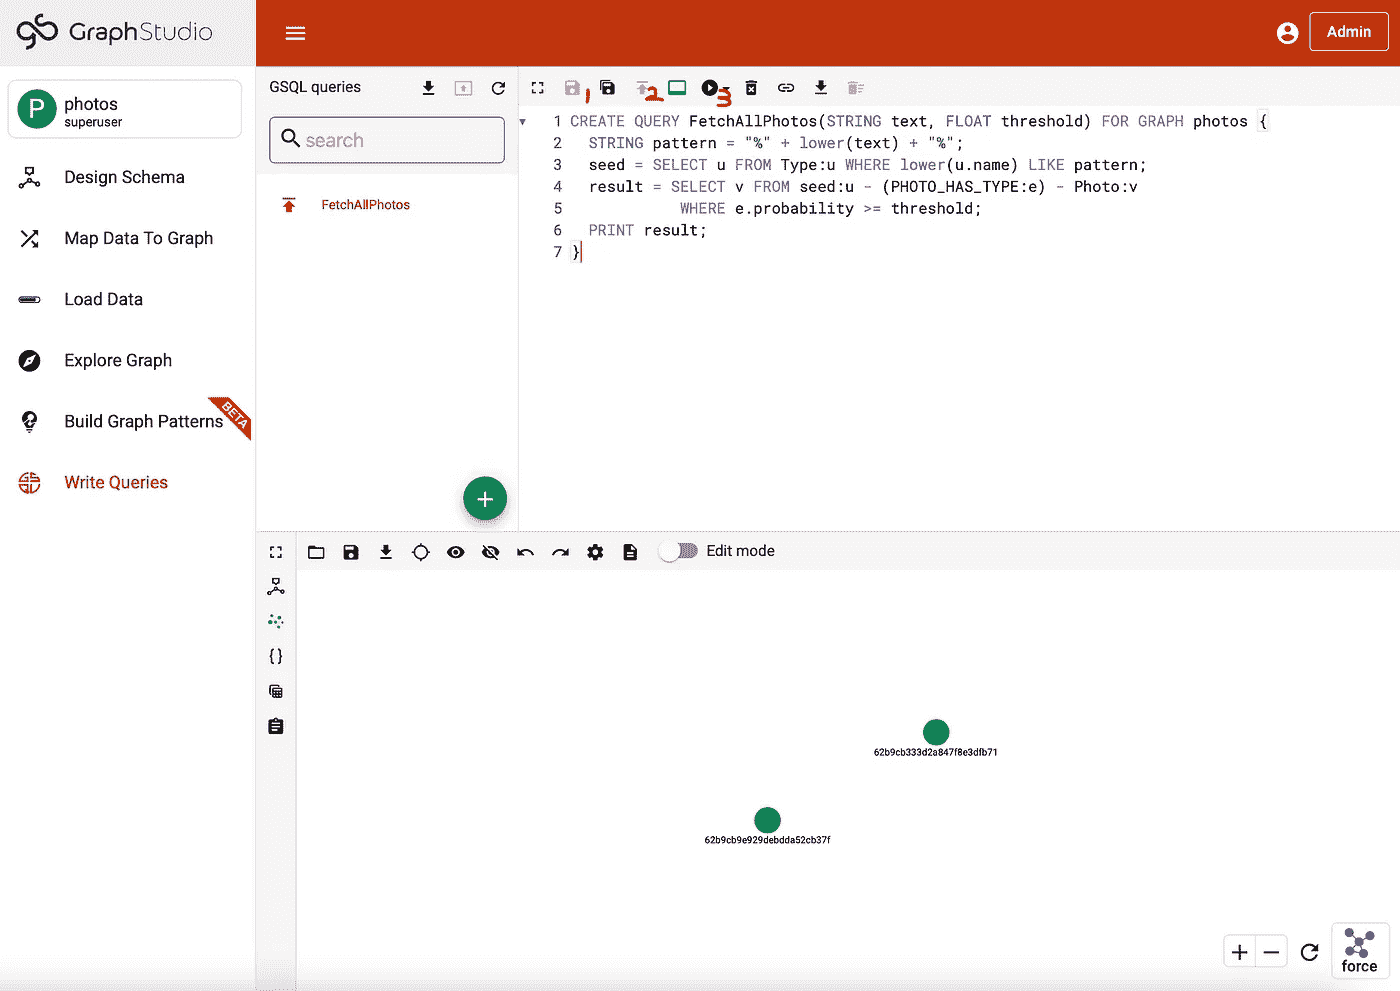 GraphStudio
Admin
P
photos
superuser
Design Schema
Map Data To Graph
Load Data
Explore Graph
Build Graph Patterns
BETA
Write Queries
GSQL queries
search
FetchAllPhotos
1 2 3
1 CREATE QUERY FetchAllPhotos(STRING text, FLOAT threshold) FOR GRAPH photos {
2 STRING pattern = "%" + lower(text) + "%";
3 seed = SELECT u FROM Type:u WHERE lower(u.name) LIKE pattern;
4 result = SELECT v FROM seed:u - (PHOTO_HAS_TYPE:e) - Photo:v
5 WHERE e.probability >= threshold;
6 PRINT result;
7 }
Edit mode
62b9cb333d2a847f8e3dfb71
62b9cb9e929debdda52cb37f
force